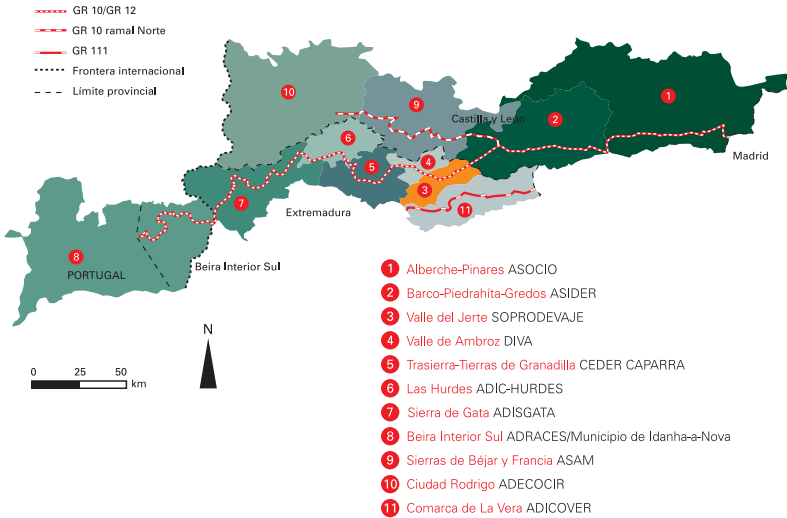 GR 10/GR 12
GR 10 ramal Norte
GR 111
Frontera internacional
Límite provincial
10
9
1
Castilla y León
2
6
Madrid
4
5
3
7
Extremadura
11
8
Beira Interior Sul
PORTUGAL
N
0 25 50
km
1 Alberche-Pinares ASOCIO
2 Barco-Piedrahíta-Gredos ASIDER
3 Valle del Jerte SOPRODEVAJE
4 Valle de Ambroz DIVA
5 Trasierra-Tierras de Granadilla CEDER CAPARRA
6 Las Hurdes ADIC-HURDES
7 Sierra de Gata ADISGATA
8 Beira Interior Sul ADRACES/Municipio de Idanha-a-Nova
9 Sierras de Béjar y Francia ASAM
10 Ciudad Rodrigo ADECOCIR
11 Comarca de La Vera ADICOVER